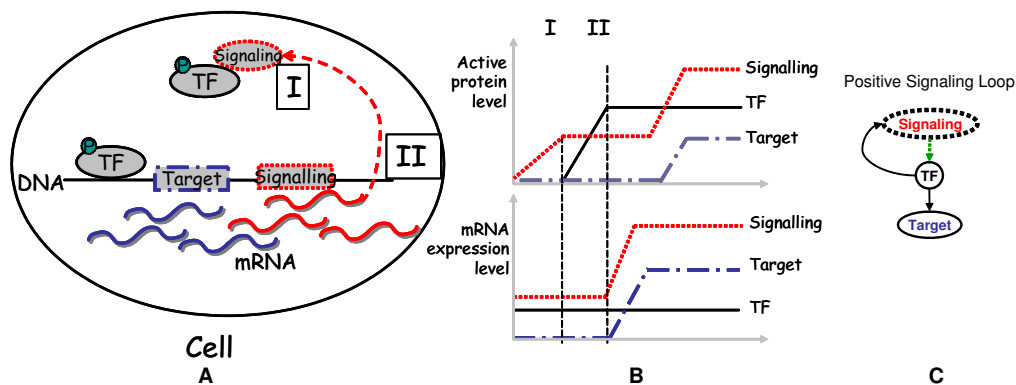 Signaling
P
TF
I
II
P
TF
DNA
Target
Signalling
mRNA
Cell
A
I II
Active
protein
level
Signalling
TF
Target
mRNA
expression
level
Signalling
Target
TF
B
Positive Signaling Loop
Signaling
TF
Target
C